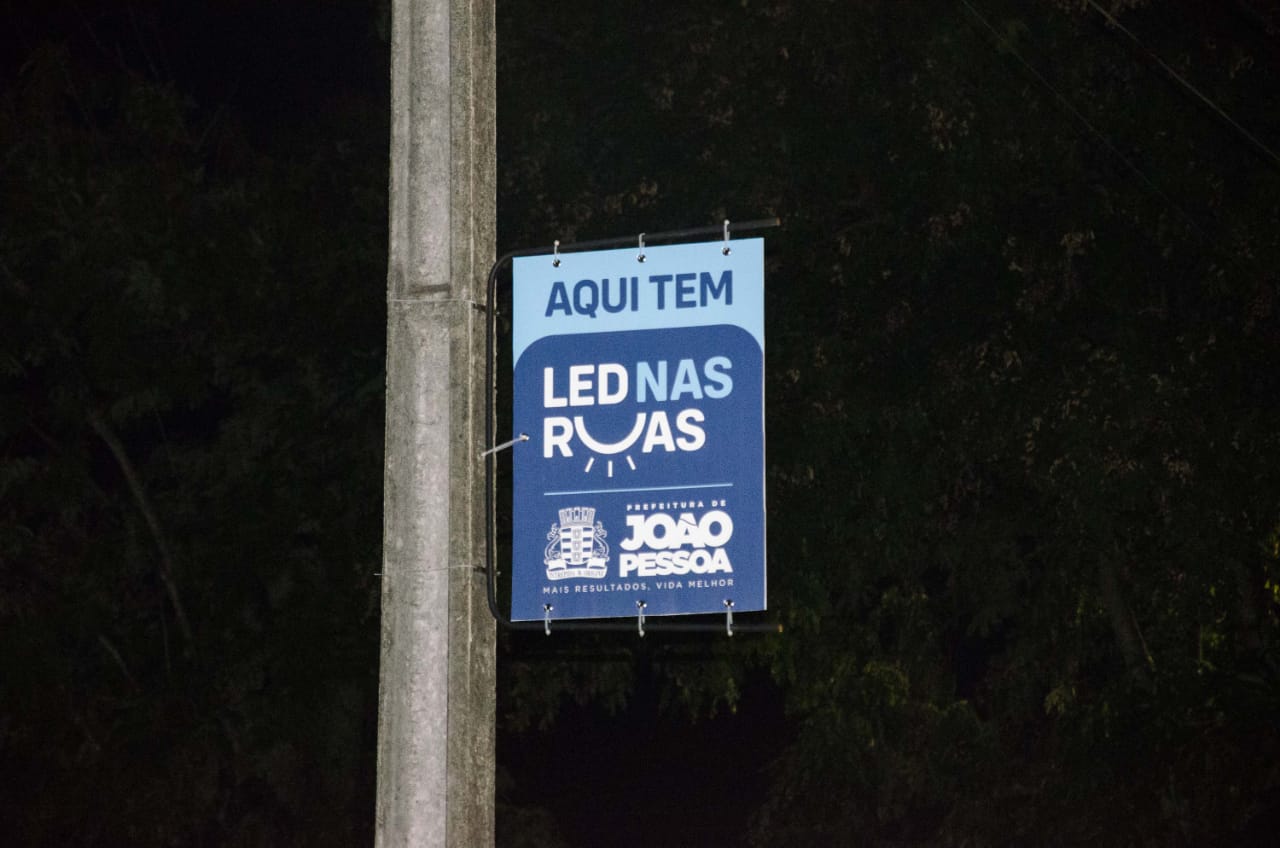 AQUI TEM
LED NAS
RUAS
PREFEITURA DE
JOÃO
PESSOA
MAIS RESULTADOS, VIDA MELHOR